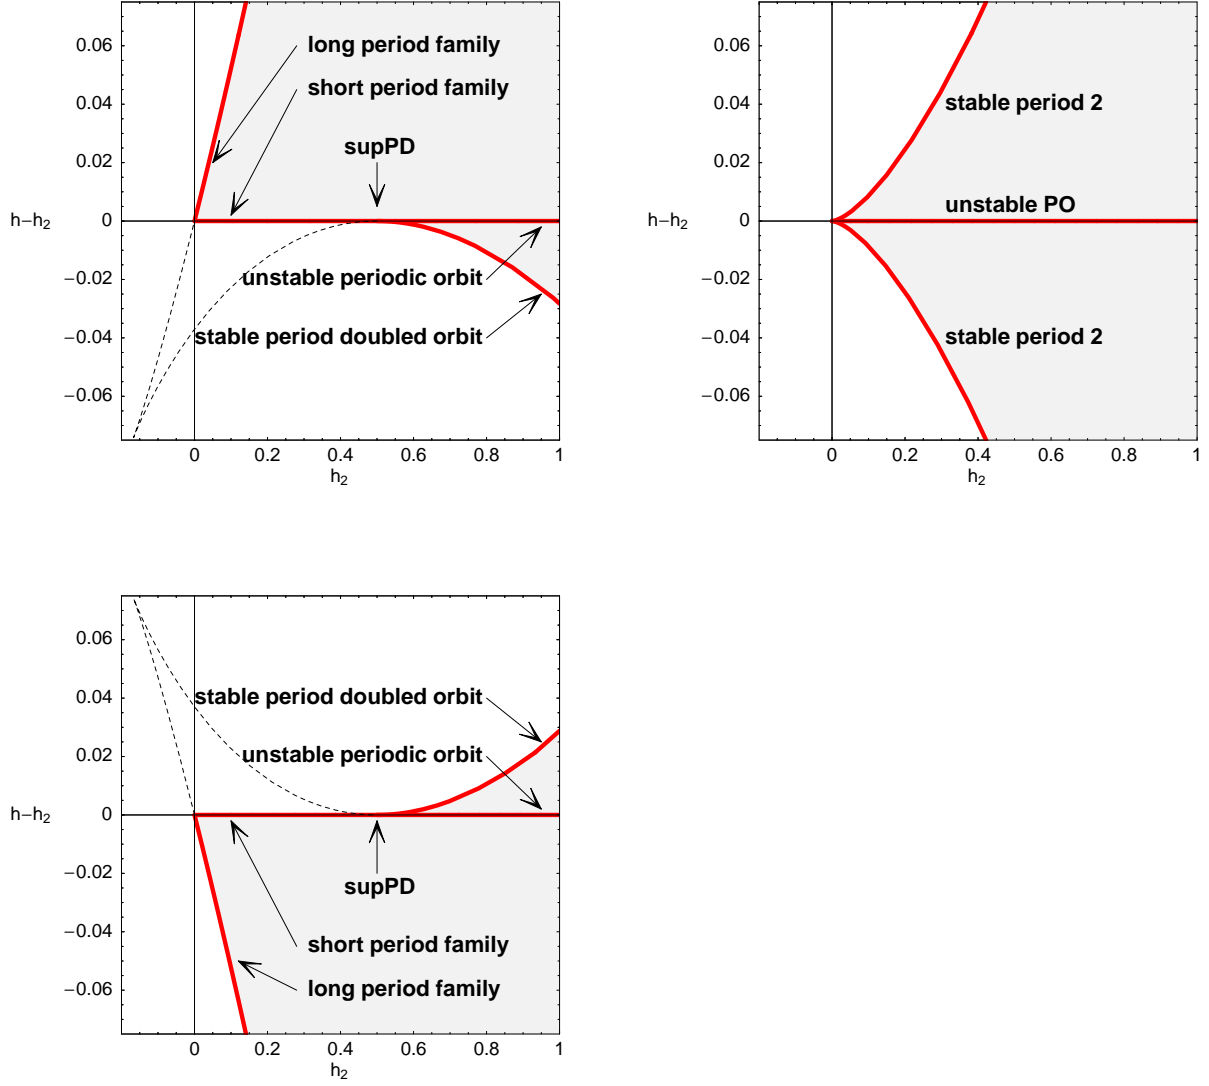 0.06
long period family
0.04
short period family
0.02
supPD
h−h2
0
−0.02
unstable periodic orbit
−0.04
stable period doubled orbit
−0.06
0 0.2 0.4 0.6 0.8 1
h2
0.06
0.04
stable period 2
0.02
unstable PO
h−h2
0
−0.02
−0.04
stable period 2
−0.06
0 0.2 0.4 0.6 0.8 1
h2
0.06
0.04
stable period doubled orbit
0.02
unstable periodic orbit
h−h2
0
−0.02
supPD
−0.04
short period family
−0.06
long period family
0 0.2 0.4 0.6 0.8 1
h2